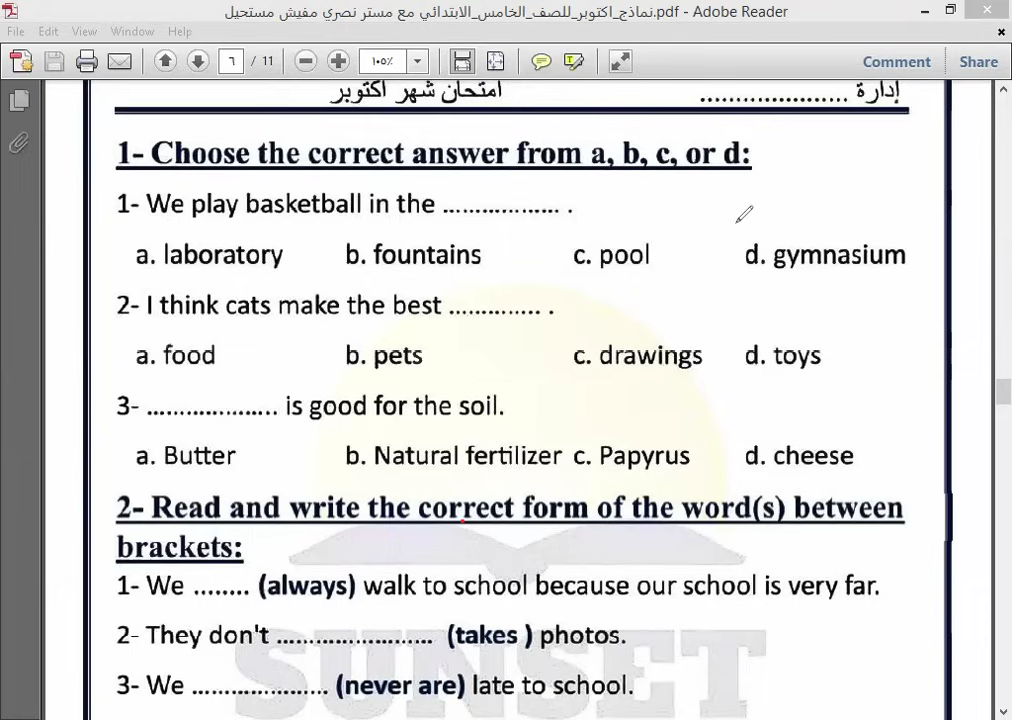 نماذج_اكتوبر_للصف_الخامس_الابتدائي مع مستر نصري مفيش مستحيل.pdf - Adobe Reader
File Edit View Window Help
٦ / 11 ١٠٥٪ Comment Share
إدارة ...................... امتحان شهر اكتوبر
1- Choose the correct answer from a, b, c, or d:
1- We play basketball in the .................. .
a. laboratory b. fountains c. pool d. gymnasium
2- I think cats make the best .............. .
a. food b. pets c. drawings d. toys
3- .................... is good for the soil.
a. Butter b. Natural fertilizer c. Papyrus d. cheese
2- Read and write the correct form of the word(s) between
brackets:
1- We ........ (always) walk to school because our school is very far.
2- They don't ........................ (takes ) photos.
3- We ..................... (never are) late to school.
SUNSET